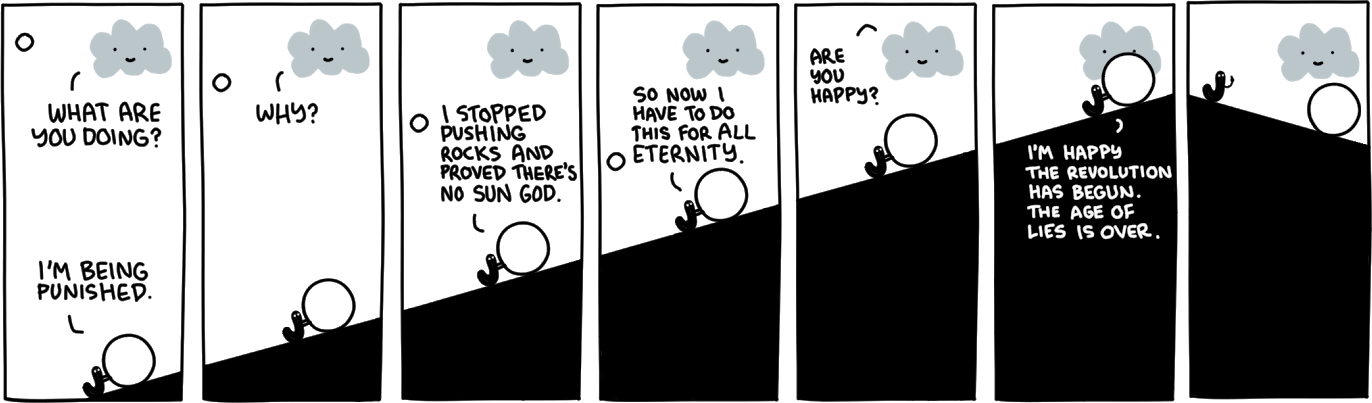 WHAT ARE
YOU DOING?
I'M BEING
PUNISHED.
WHY?
I STOPPED
PUSHING
ROCKS AND
PROVED THERE'S
NO SUN GOD.
SO NOW I
HAVE TO DO
THIS FOR ALL
ETERNITY.
ARE
YOU
HAPPY?
I'M HAPPY
THE REVOLUTION
HAS BEGUN.
THE AGE OF
LIES IS OVER.